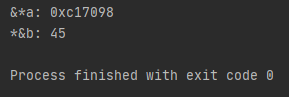 &*a: 0xc17098
*&b: 45
Process finished with exit code 0